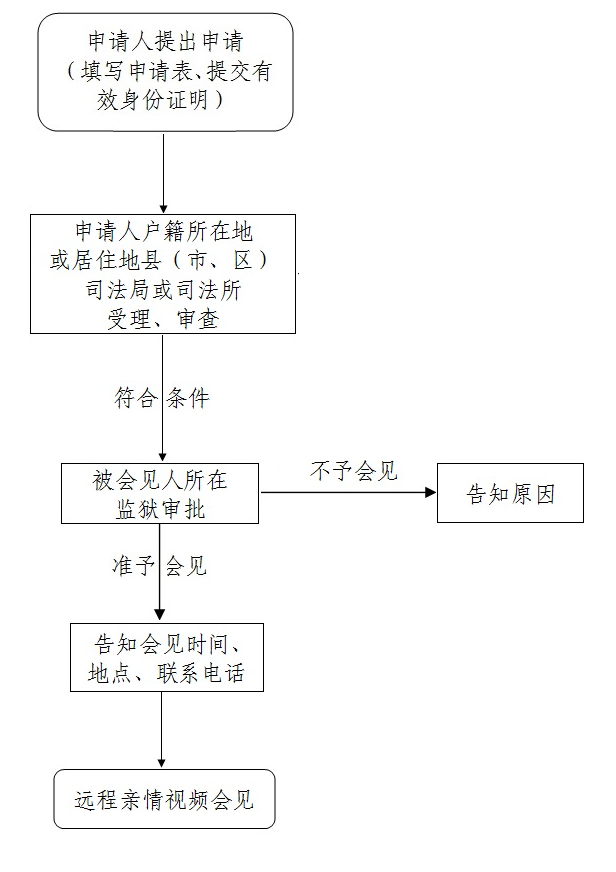 申请人提出申请
（填写申请表、提交有
效身份证明）
申请人户籍所在地
或居住地县（市、区）
司法局或司法所
受理、审查
符合条件
被会见人所在
监狱审批
不予会见
告知原因
准予会见
告知会见时间、
地点、联系电话
远程亲情视频会见